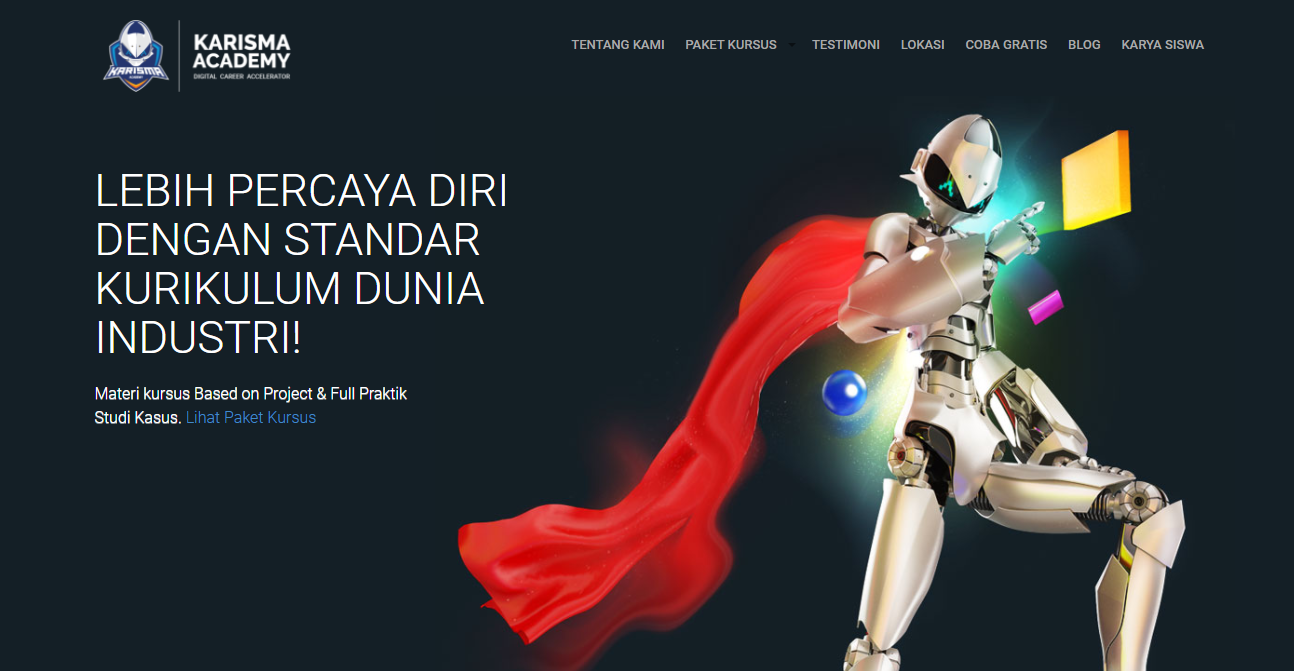 KARISMA
ACADEMY
KARISMA
ACADEMY
DIGITAL CAREER ACCELERATOR
TENTANG KAMI PAKET KURSUS TESTIMONI LOKASI COBA GRATIS BLOG KARYA SISWA
LEBIH PERCAYA DIRI
DENGAN STANDAR
KURIKULUM DUNIA
INDUSTRI!
Materi kursus Based on Project & Full Praktik
Studi Kasus. Lihat Paket Kursus